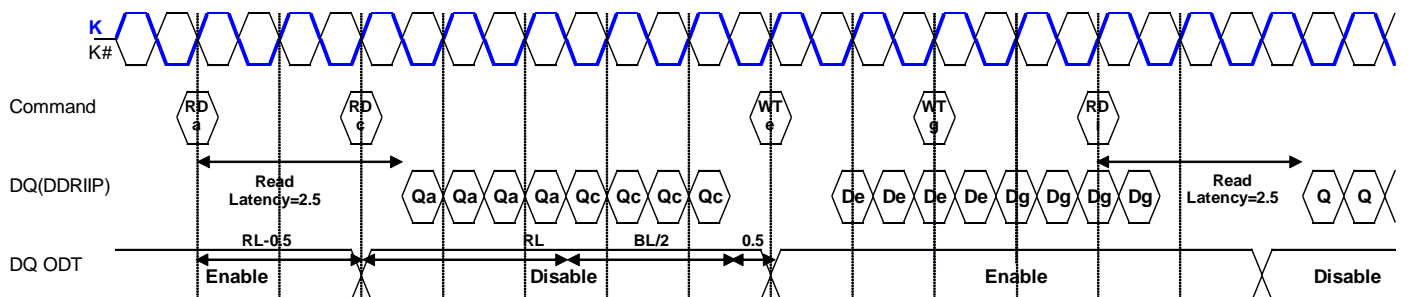 K
K#
Command
RD
a
RD
c
WT
e
WT
g
RD
i
DQ(DDRIIP)
Read
Latency=2.5
Qa Qa Qa Qa Qc Qc Qc Qc
De De De De Dg Dg Dg Dg
Read
Latency=2.5
Q Q
DQ ODT
RL-0.5
RL
BL/2
0.5
Enable
Disable
Enable
Disable